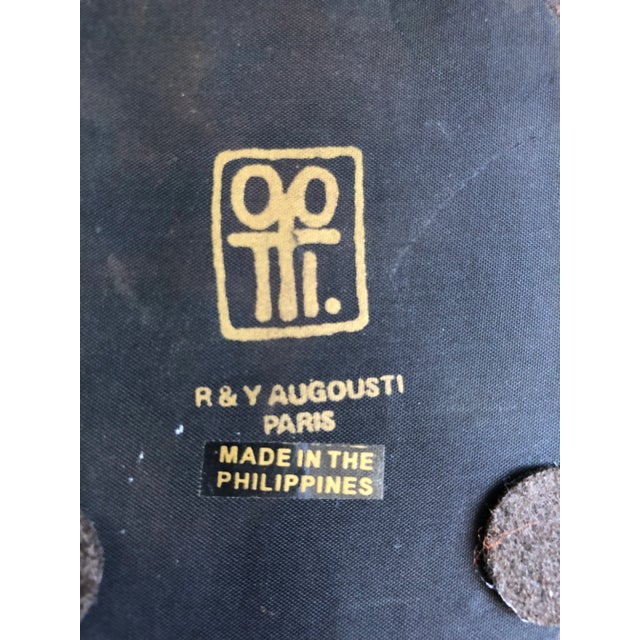 R & Y AUGOUSTI
PARIS
MADE IN THE
PHILIPPINES